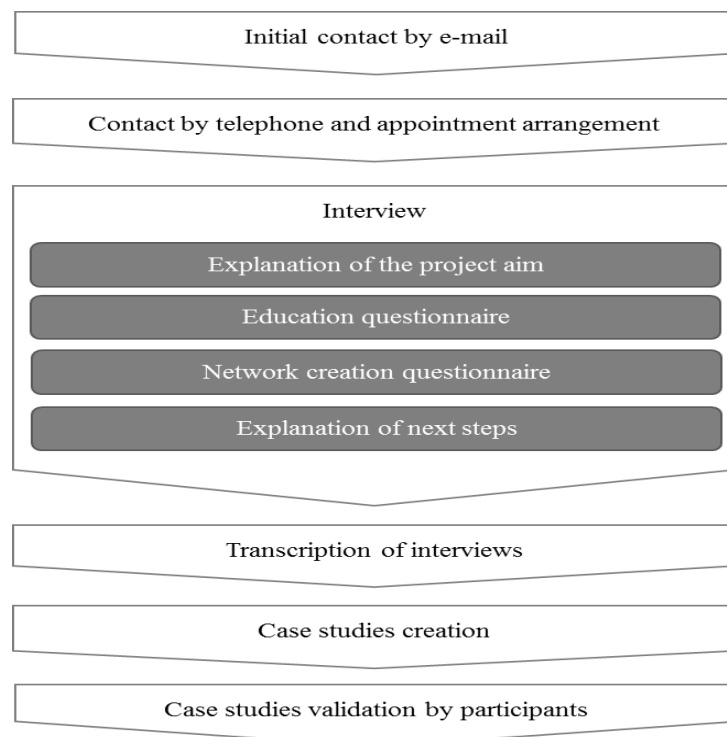 Initial contact by e-mail
Contact by telephone and appointment arrangement
Interview
Explanation of the project aim
Education questionnaire
Network creation questionnaire
Explanation of next steps
Transcription of interviews
Case studies creation
Case studies validation by participants